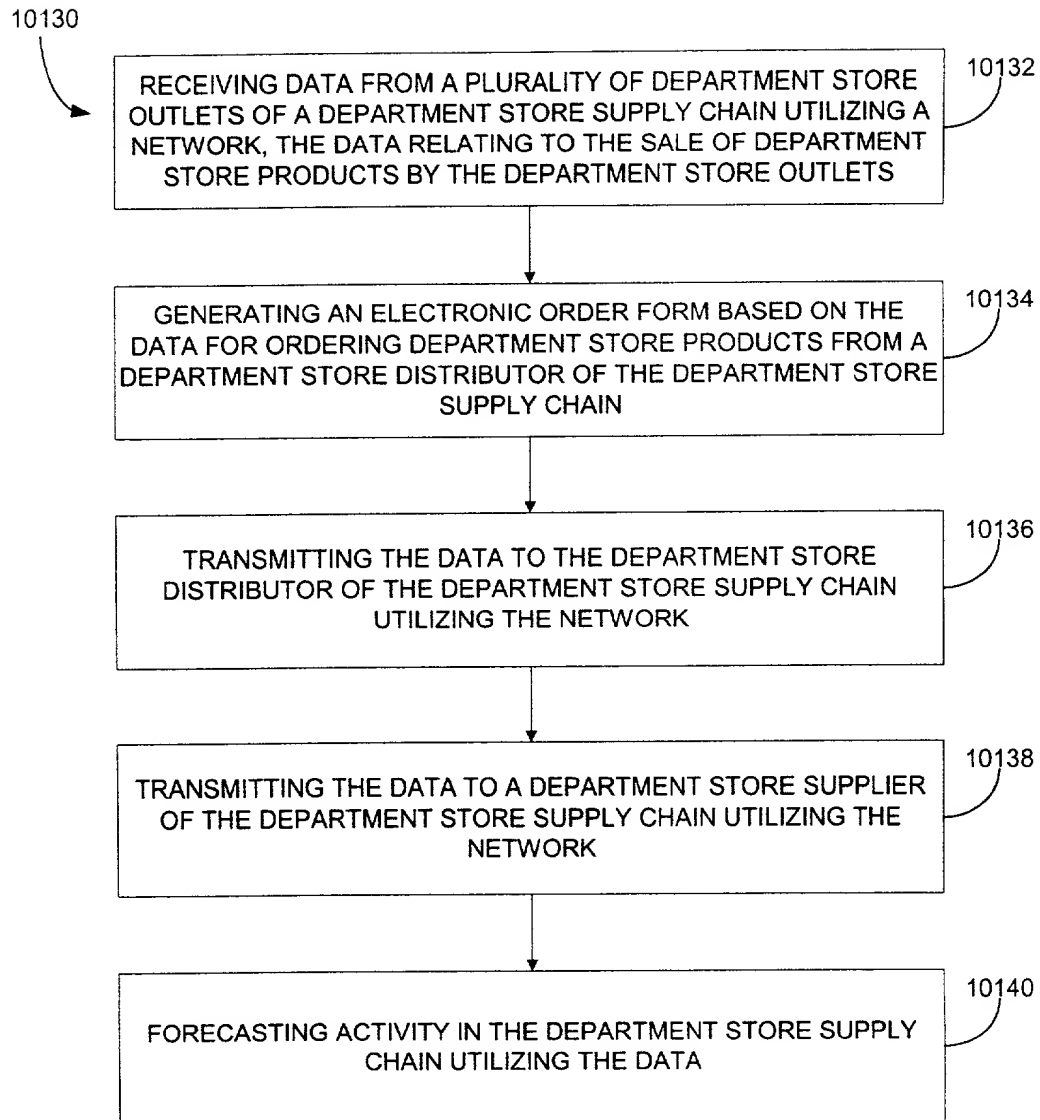 10130
10132
RECEIVING DATA FROM A PLURALITY OF DEPARTMENT STORE
OUTLETS OF A DEPARTMENT STORE SUPPLY CHAIN UTILIZING A
NETWORK, THE DATA RELATING TO THE SALE OF DEPARTMENT
STORE PRODUCTS BY THE DEPARTMENT STORE OUTLETS
10134
GENERATING AN ELECTRONIC ORDER FORM BASED ON THE
DATA FOR ORDERING DEPARTMENT STORE PRODUCTS FROM A
DEPARTMENT STORE DISTRIBUTOR OF THE DEPARTMENT STORE
SUPPLY CHAIN
10136
TRANSMITTING THE DATA TO THE DEPARTMENT STORE
DISTRIBUTOR OF THE DEPARTMENT STORE SUPPLY CHAIN
UTILIZING THE NETWORK
10138
TRANSMITTING THE DATA TO A DEPARTMENT STORE SUPPLIER
OF THE DEPARTMENT STORE SUPPLY CHAIN UTILIZING THE
NETWORK
10140
FORECASTING ACTIVITY IN THE DEPARTMENT STORE SUPPLY
CHAIN UTILIZING THE DATA